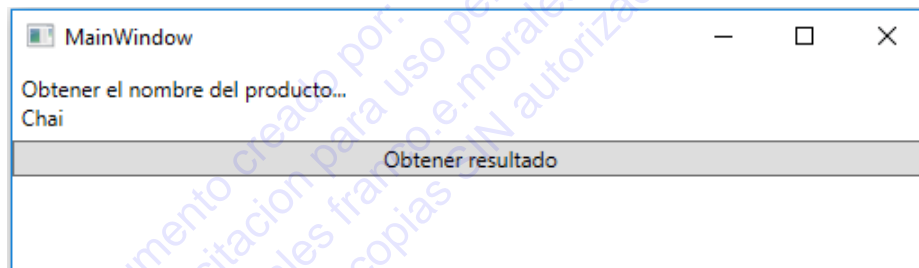 MainWindow
Obtener el nombre del producto...
Chai
Obtener resultado